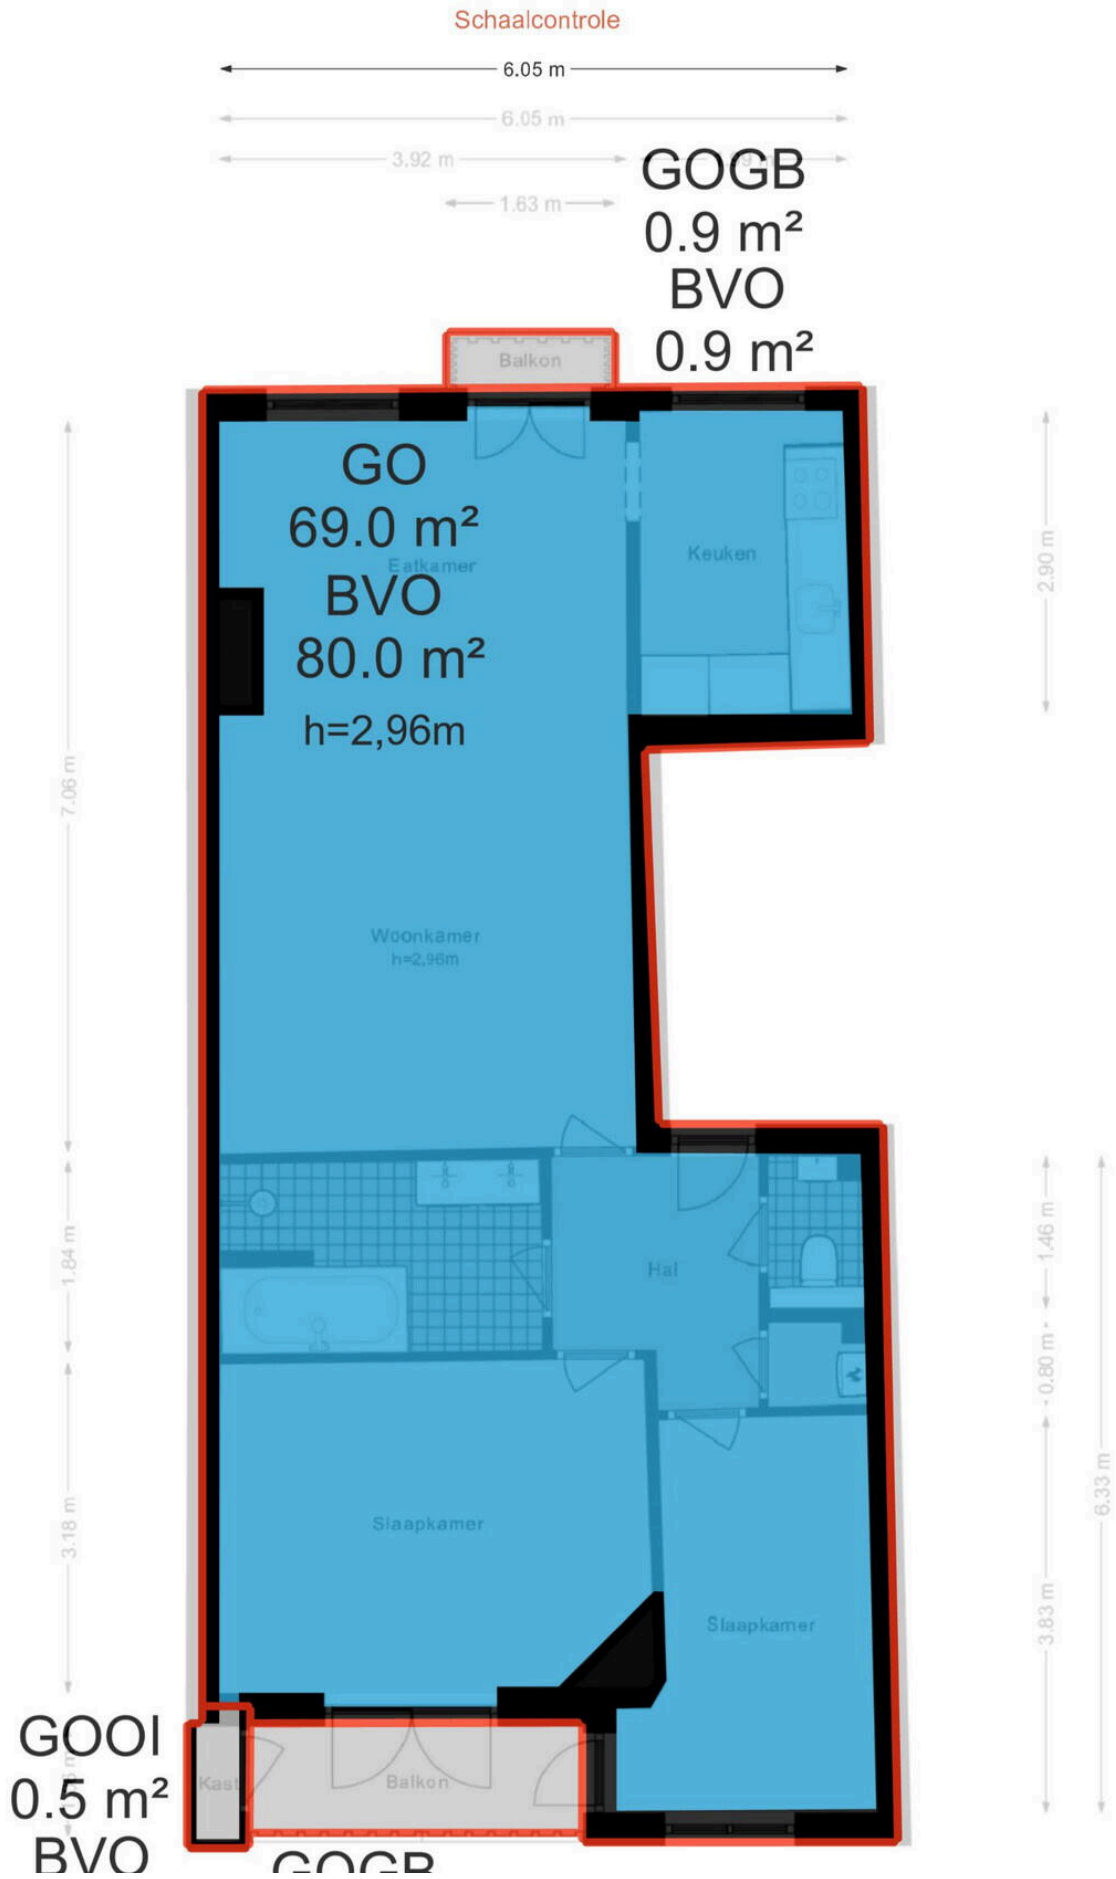 Schaalcontrole
6.05 m
6.05 m
3.92 m
1.63 m
GOGB
0.9 m²
BVO
0.9 m²
Balkon
GO
69.0 m²
Eetkamer
BVO
80.0 m²
h=2,96m
Keuken
2.90 m
7.06 m
Woonkamer
h=2,96m
1.84 m
Hal
1.46 m
0.80 m
3.18 m
Slaapkamer
Slaapkamer
3.83 m
6.33 m
GOOI
0.5 m²
BVO
Kast
Balkon
GOGB